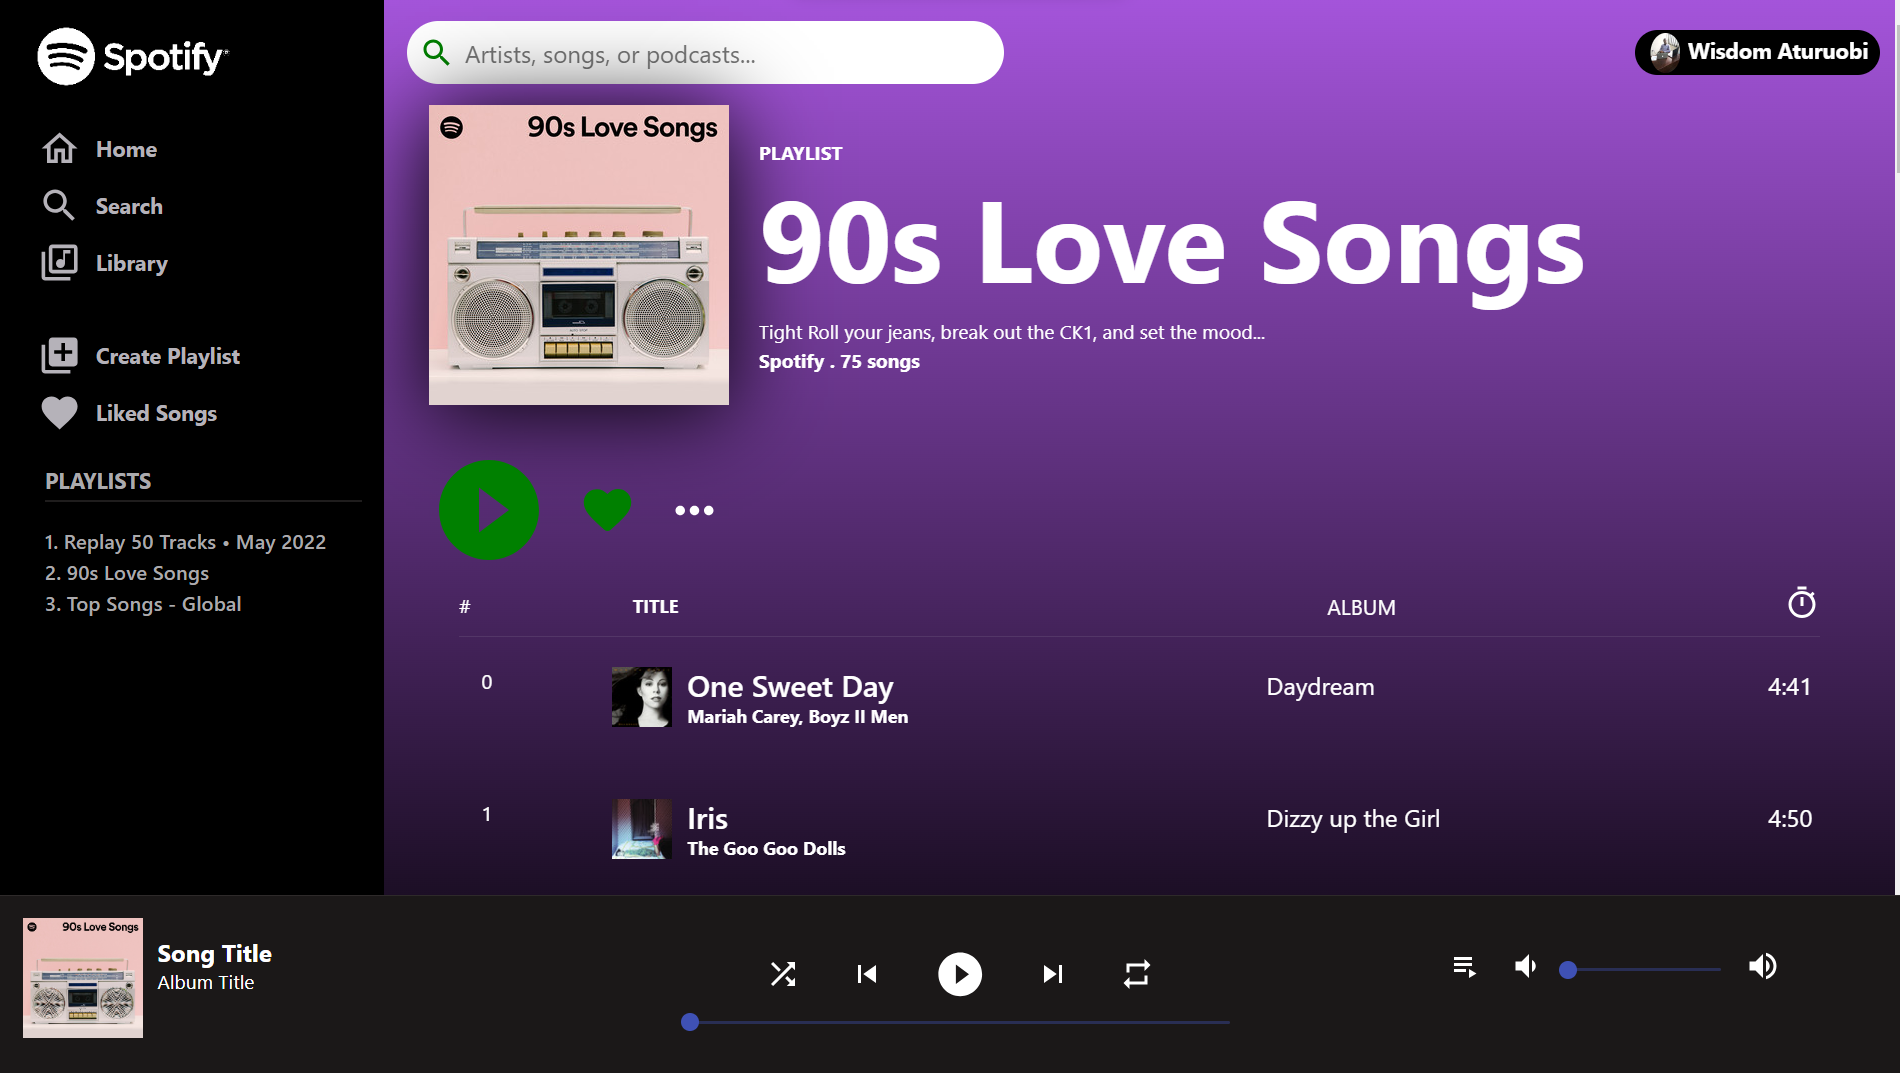 Spotify
Home
Search
Library
Create Playlist
Liked Songs
PLAYLISTS
1. Replay 50 Tracks • May 2022
2. 90s Love Songs
3. Top Songs - Global
Artists, songs, or podcasts...
Wisdom Aturuobi
90s Love Songs
PLAYLIST
90s Love Songs
Tight Roll your jeans, break out the CK1, and set the mood...
Spotify . 75 songs
# TITLE ALBUM
0 One Sweet Day Daydream 4:41
Mariah Carey, Boyz II Men
1 Iris Dizzy up the Girl 4:50
The Goo Goo Dolls
90s Love Songs
Song Title
Album Title